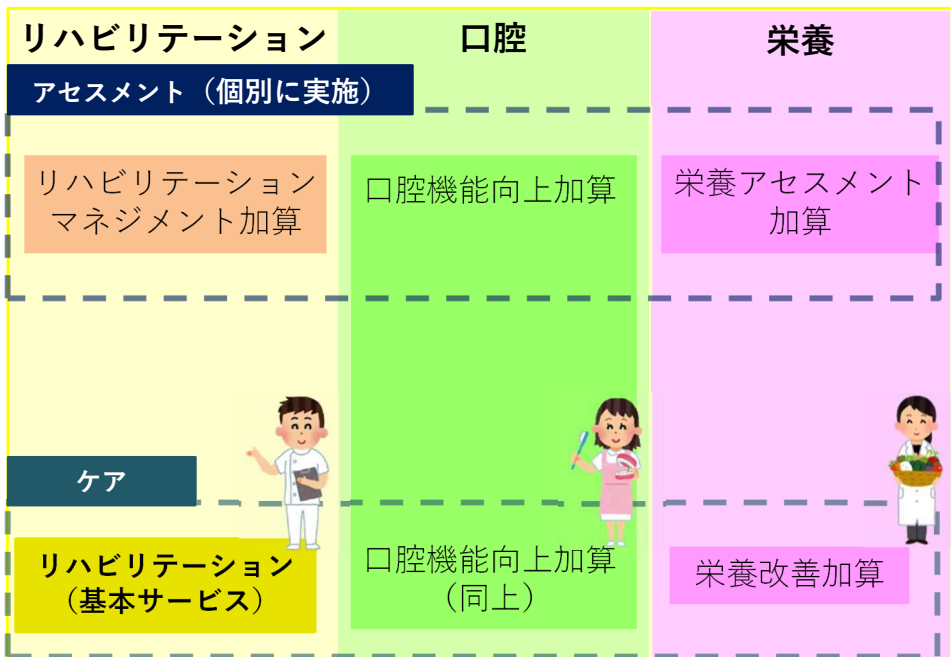 リハビリテーション
口腔
栄養
アセスメント（個別に実施）
リハビリテーション
マネジメント加算
口腔機能向上加算
栄養アセスメント
加算
ケア
リハビリテーション
（基本サービス）
口腔機能向上加算
（同上）
栄養改善加算